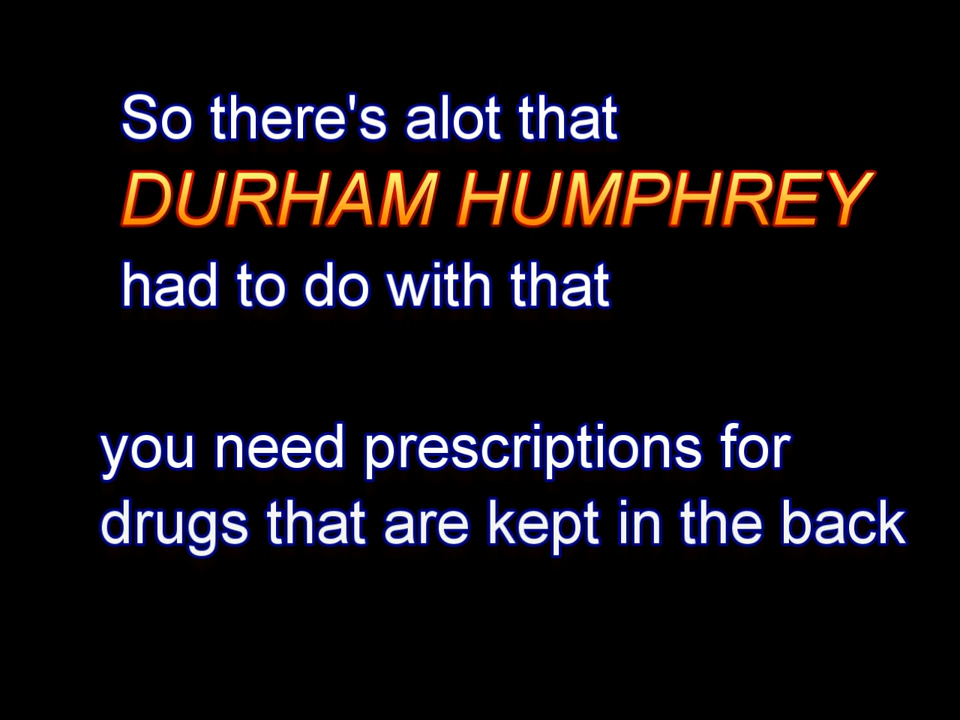 So there's alot that
DURHAM HUMPHREY
had to do with that
you need prescriptions for
drugs that are kept in the back